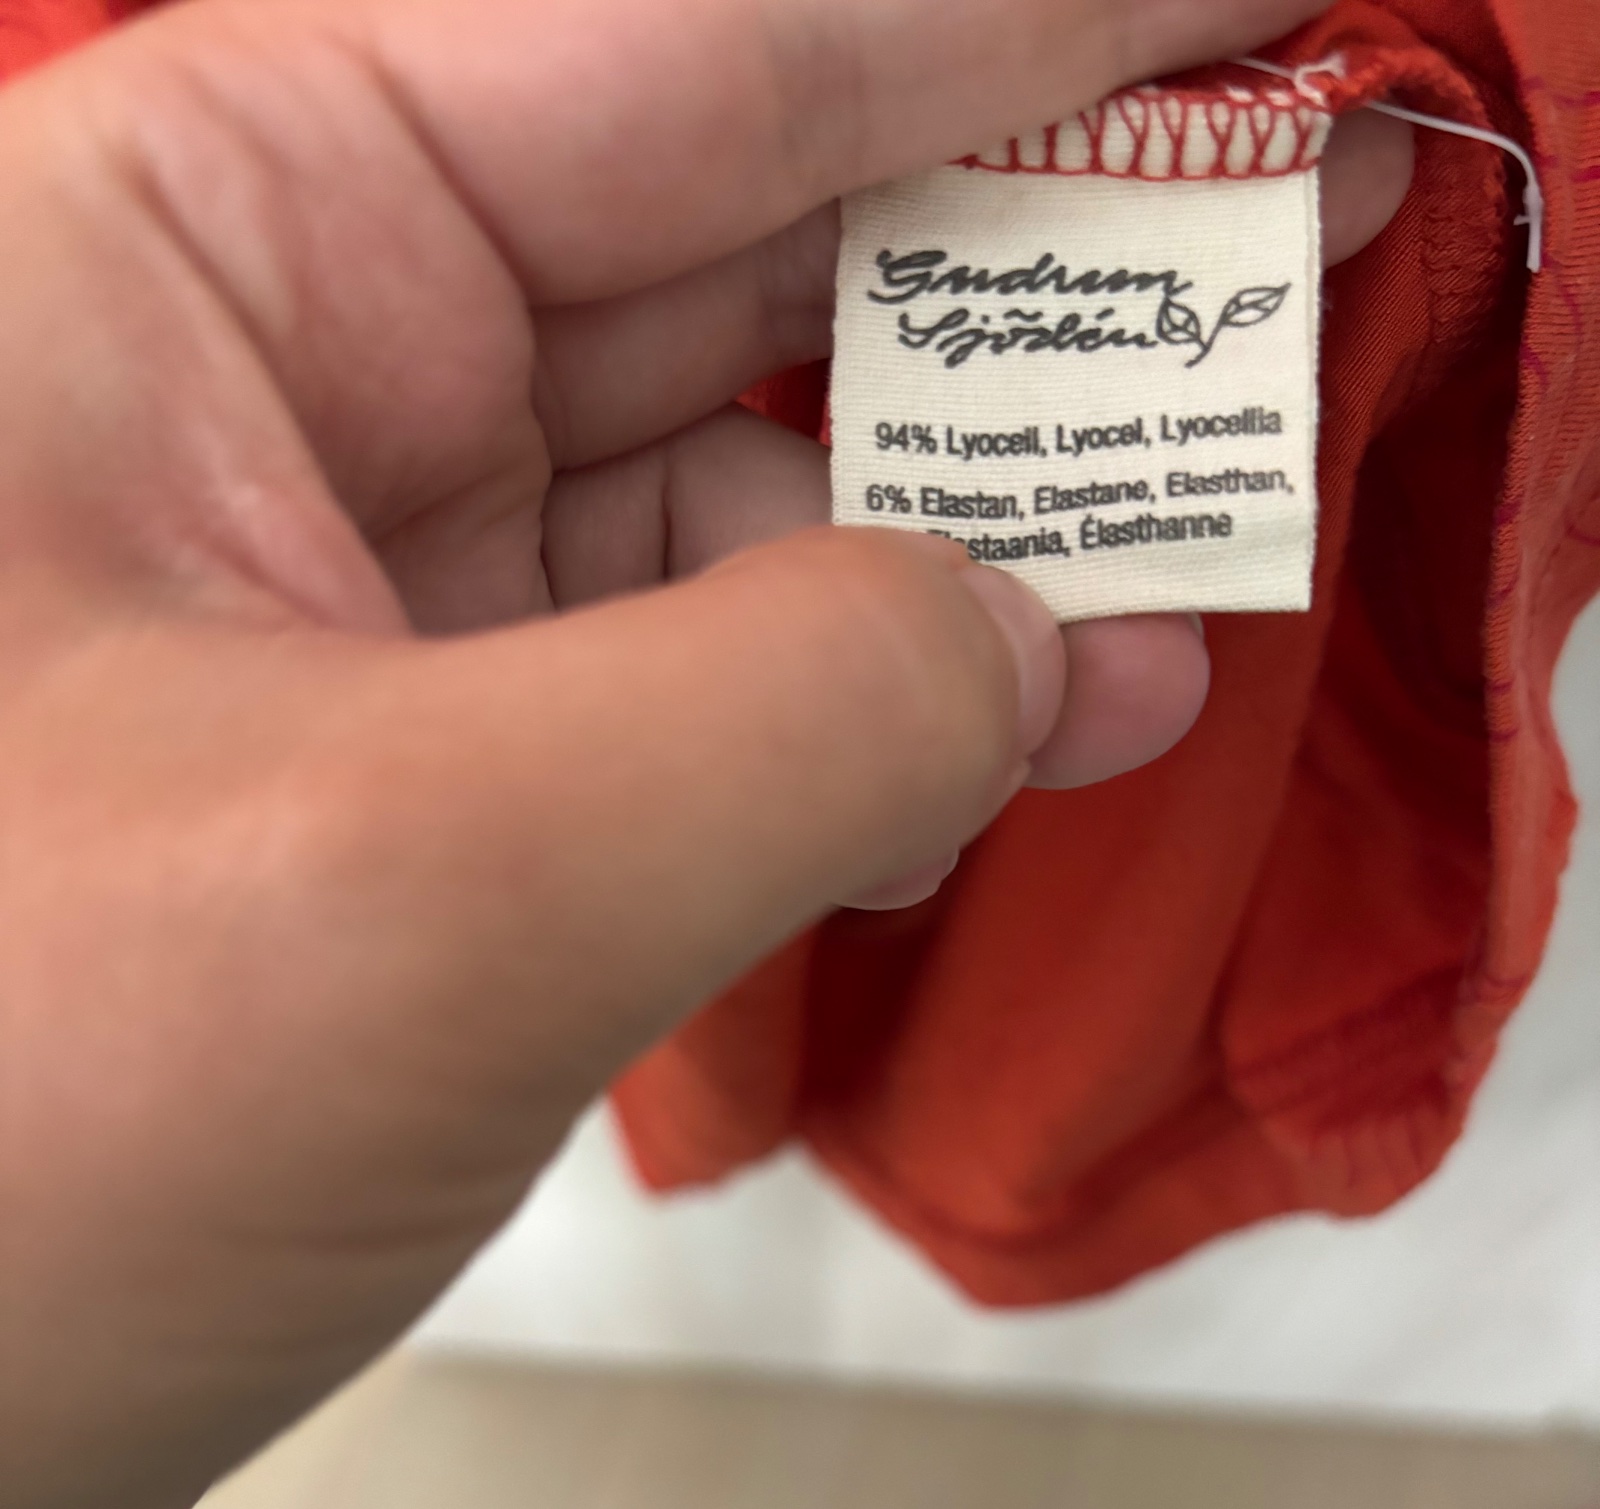 Gudrun
Sjödén
94% Lyocell, Lyocel, Lyocellia
6% Elastan, Elastane, Elasthan,
Élasthanne